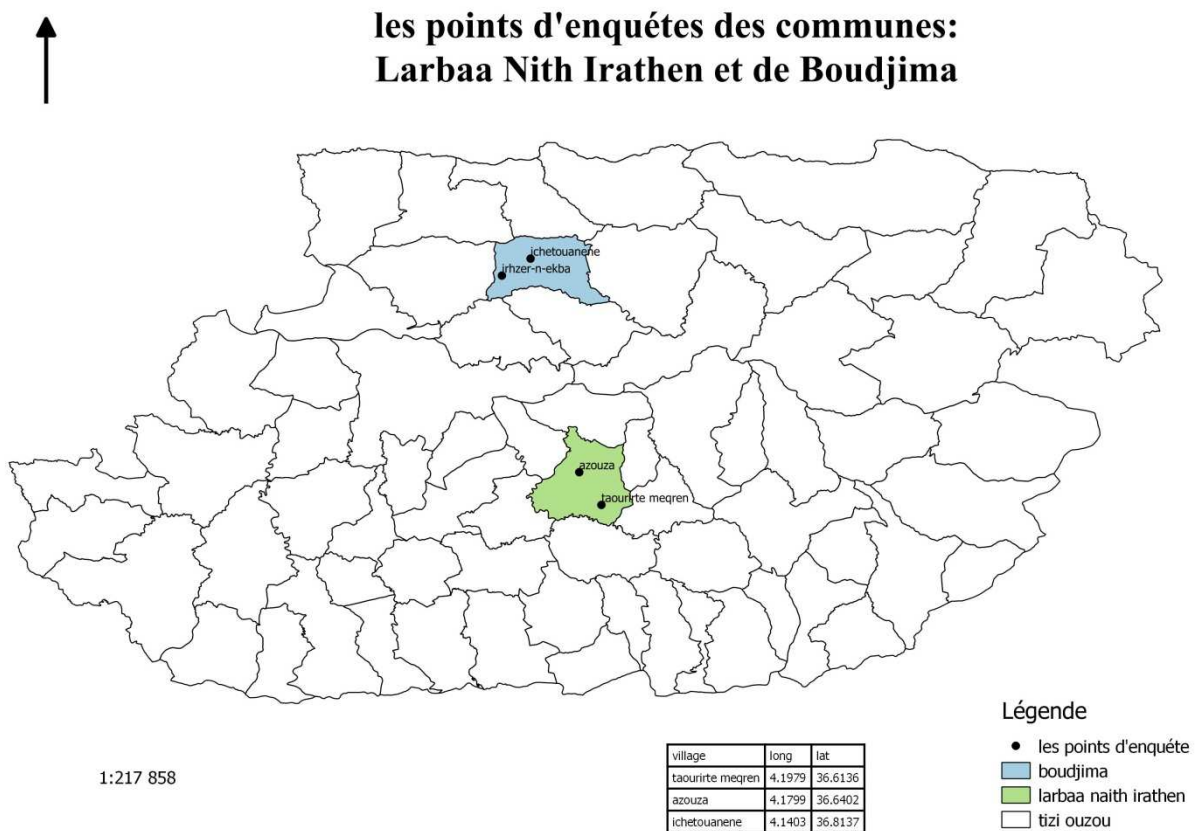 les points d'enquétes des communes:
Larbaa Nith Irathen et de Boudjima
ichetouanene
irhzer-n-ekba
azouza
taourirte meqren
Légende
les points d'enquéte
boudjima
larbaa naith irathen
tizi ouzou
1:217 858
village long lat
taourirte meqren 4.1979 36.6136
azouza 4.1799 36.6402
ichetouanene 4.1403 36.8137